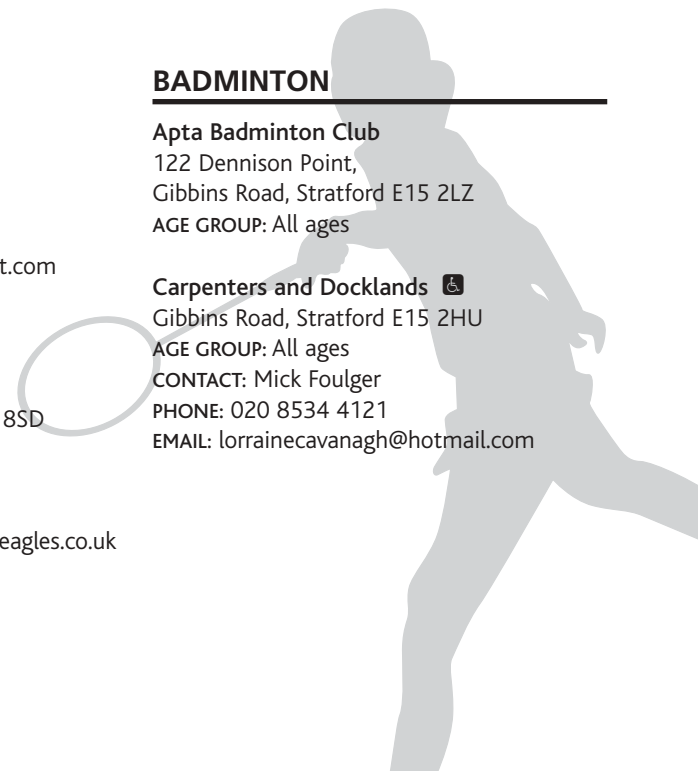 t.com
8SD
eagles.co.uk
BADMINTON
Apta Badminton Club
122 Dennison Point,
Gibbins Road, Stratford E15 2LZ
AGE GROUP: All ages
Carpenters and Docklands
Gibbins Road, Stratford E15 2HU
AGE GROUP: All ages
CONTACT: Mick Foulger
PHONE: 020 8534 4121
EMAIL: lorrainecavanagh@hotmail.com